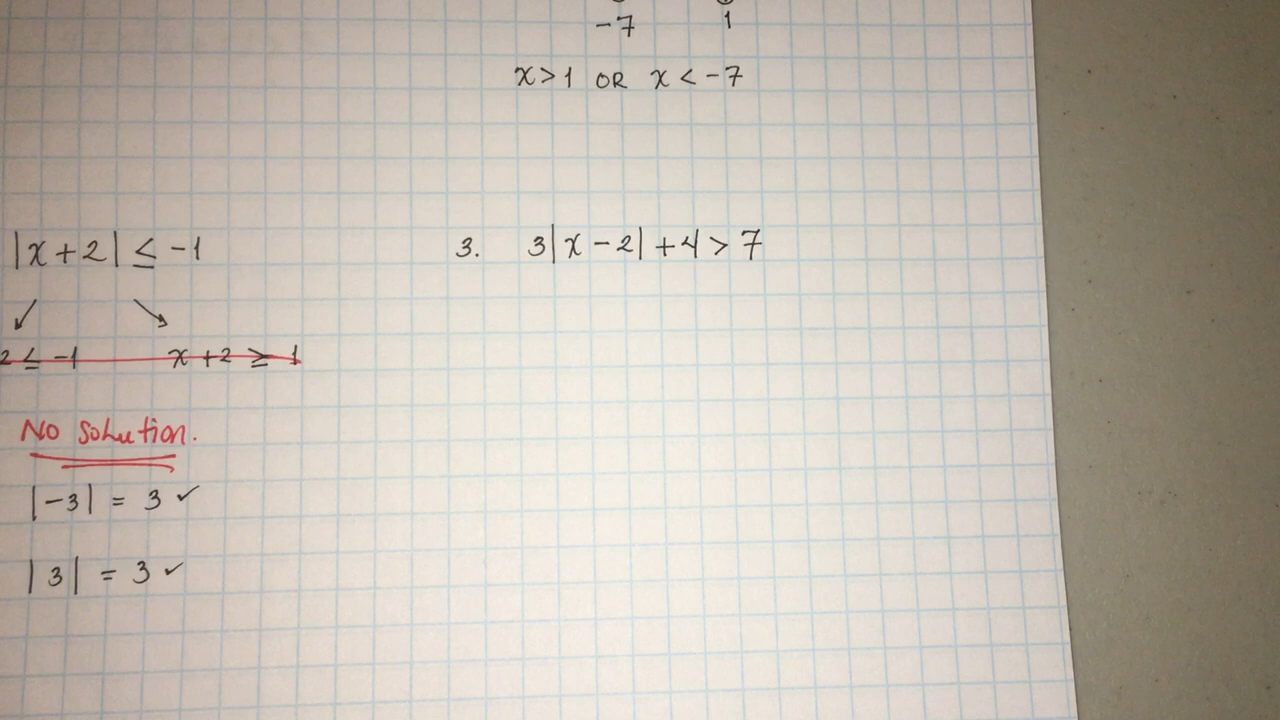 -7 1
x > 1 OR x < -7
|x + 2| ≤ -1
3. 3|x - 2| + 4 > 7
↙ ↘
2 ≤ -1 x + 2 ≥ 1
No solution.
|-3| = 3 ✓
|3| = 3 ✓